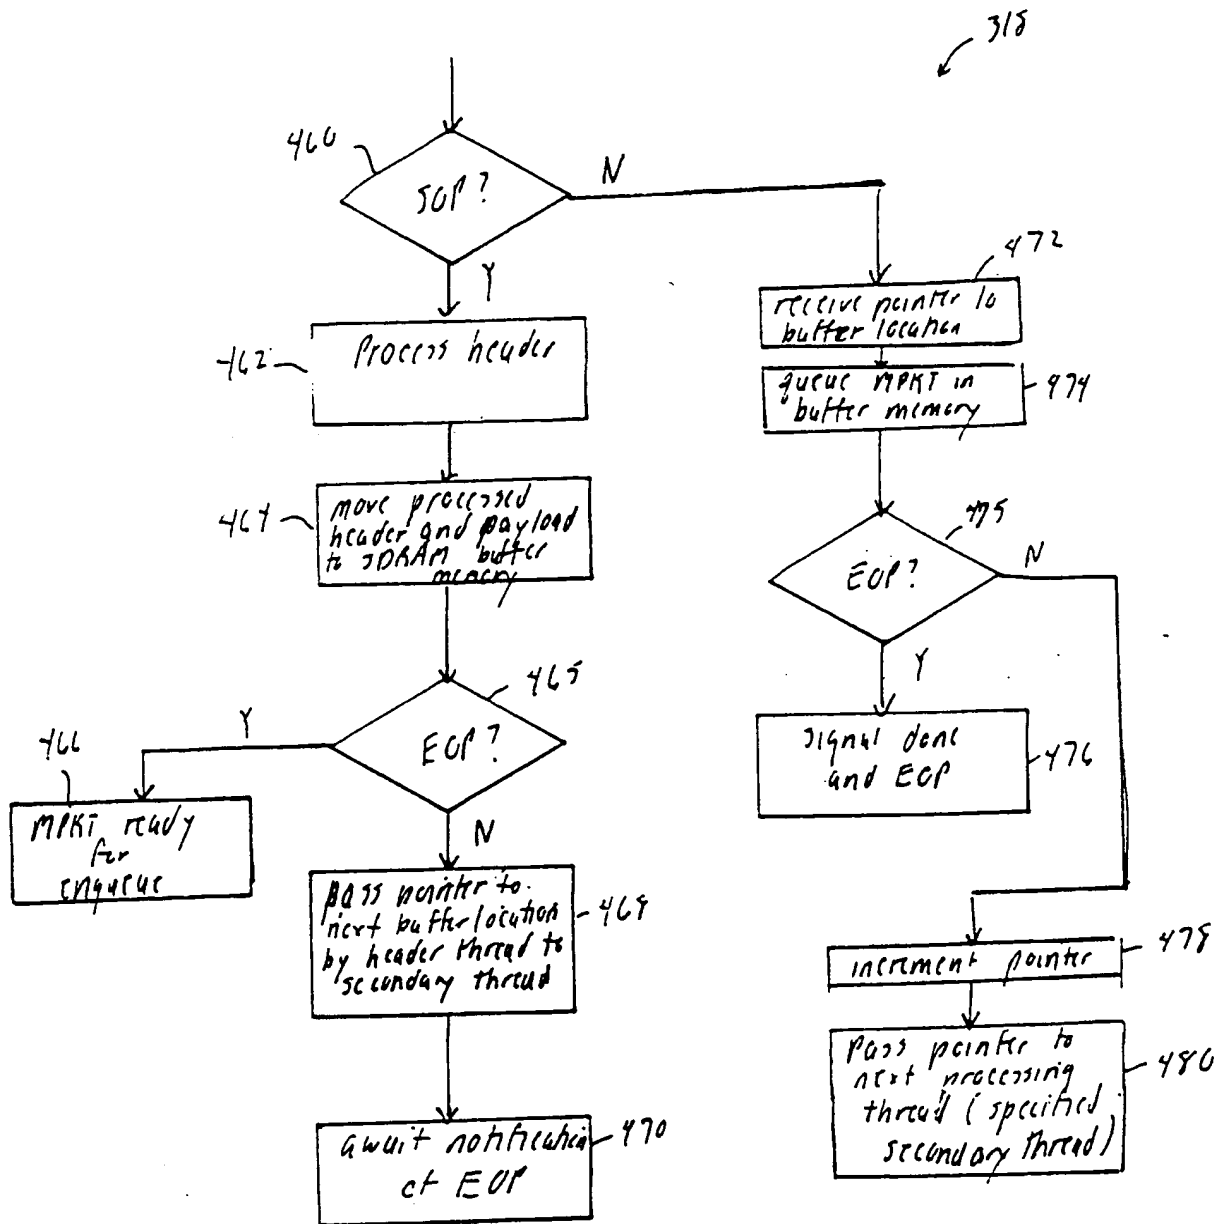 318
460
SOP?
N
Y
462
Process header
464
move processed
header and payload
to SDRAM buffer
memory
465
EOP?
Y
N
466
MPKT ready
for
enqueue
pass pointer to
next buffer location
by header thread to
secondary thread
468
await notification
of EOP
470
472
receive pointer to
buffer location
queue MPKT in
buffer memory
474
475
EOP?
N
Y
signal done
and EOP
476
increment pointer
478
Pass pointer to
next processing
thread (specified
secondary thread)
480